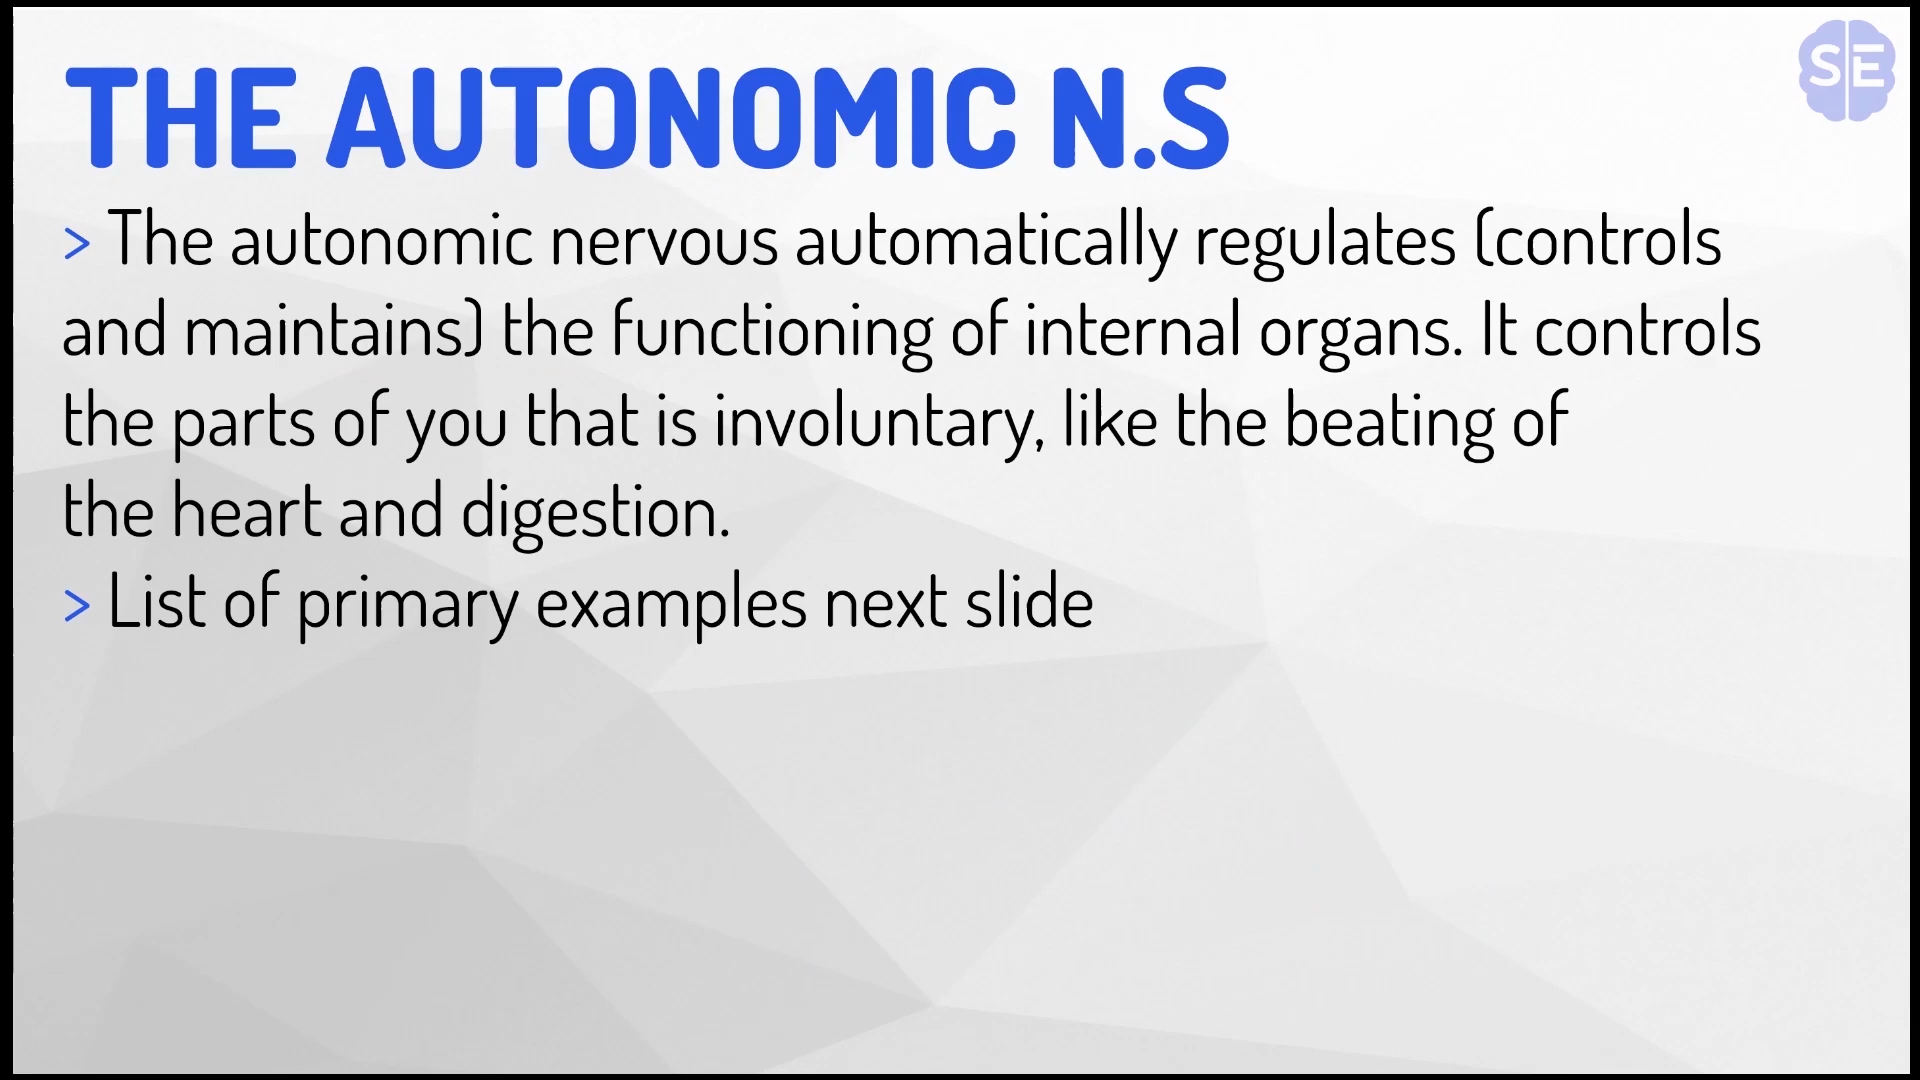 THE AUTONOMIC N.S
SE
> The autonomic nervous automatically regulates (controls
and maintains) the functioning of internal organs. It controls
the parts of you that is involuntary, like the beating of
the heart and digestion.
> List of primary examples next slide